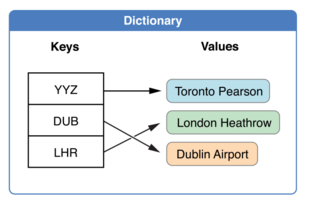 Dictionary
Keys
Values
YYZ
Toronto Pearson
DUB
London Heathrow
LHR
Dublin Airport